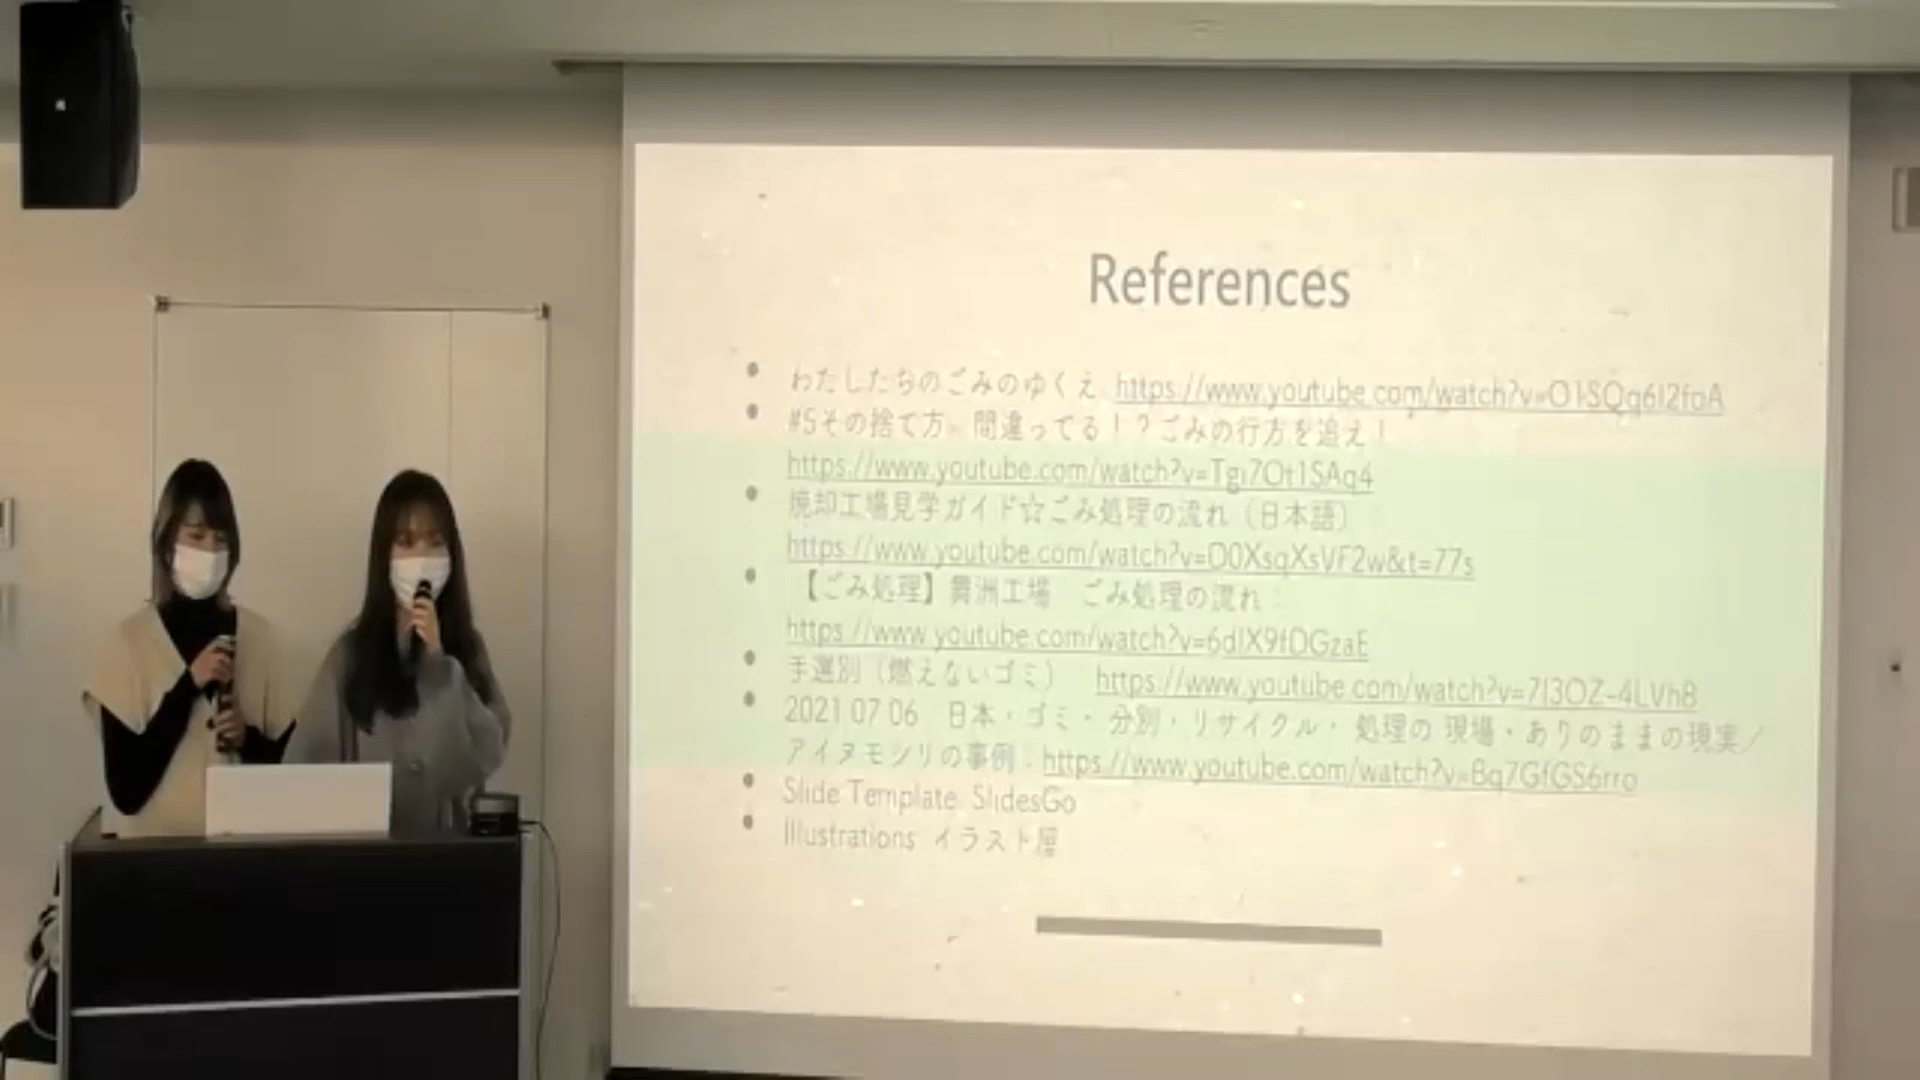 References
わたしたちのごみのゆくえ https://www.youtube.com/watch?v=O1SQq6I2foA
#5その捨て方、間違ってる！？ごみの行方を追え！
https://www.youtube.com/watch?v=Tgi7Ot1SAq4
焼却工場見学ガイド☆ごみ処理の流れ（日本語）：
https://www.youtube.com/watch?v=O0XsqXsVF2w&t=77s
【ごみ処理】舞洲工場　ごみ処理の流れ：
https://www.youtube.com/watch?v=6dIX9fDGzaE
手選別（燃えないゴミ）：https://www.youtube.com/watch?v=7I3OZ-4LVh8
2021 07 06　日本・ゴミ・分別・リサイクル・処理の 現場・ありのままの現実／
アイヌモシリの事例：https://www.youtube.com/watch?v=Bq7GfGS6rro
Slide Template SlidesGo
Illustrations イラスト屋